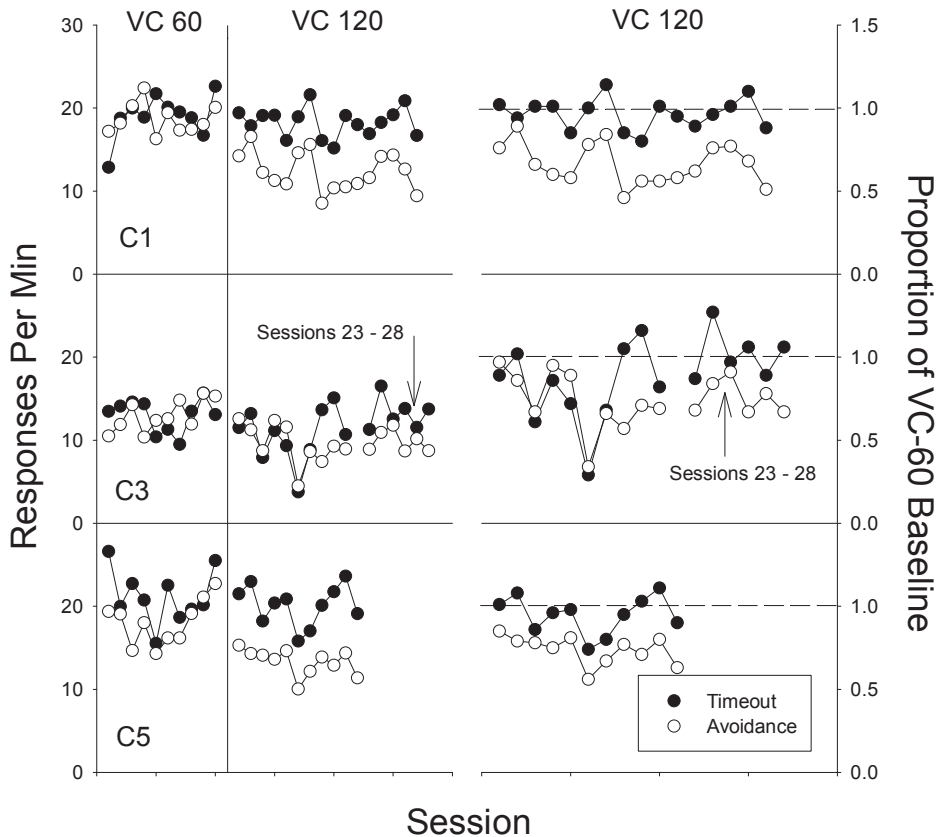 VC 60
VC 120
VC 120
30
20
10
0
C1
1.5
1.0
0.5
0.0
Sessions 23 - 28
20
10
0
C3
Sessions 23 - 28
1.0
0.5
0.0
20
10
0
C5
1.0
0.5
0.0
Timeout
Avoidance
Responses Per Min
Proportion of VC-60 Baseline
Session